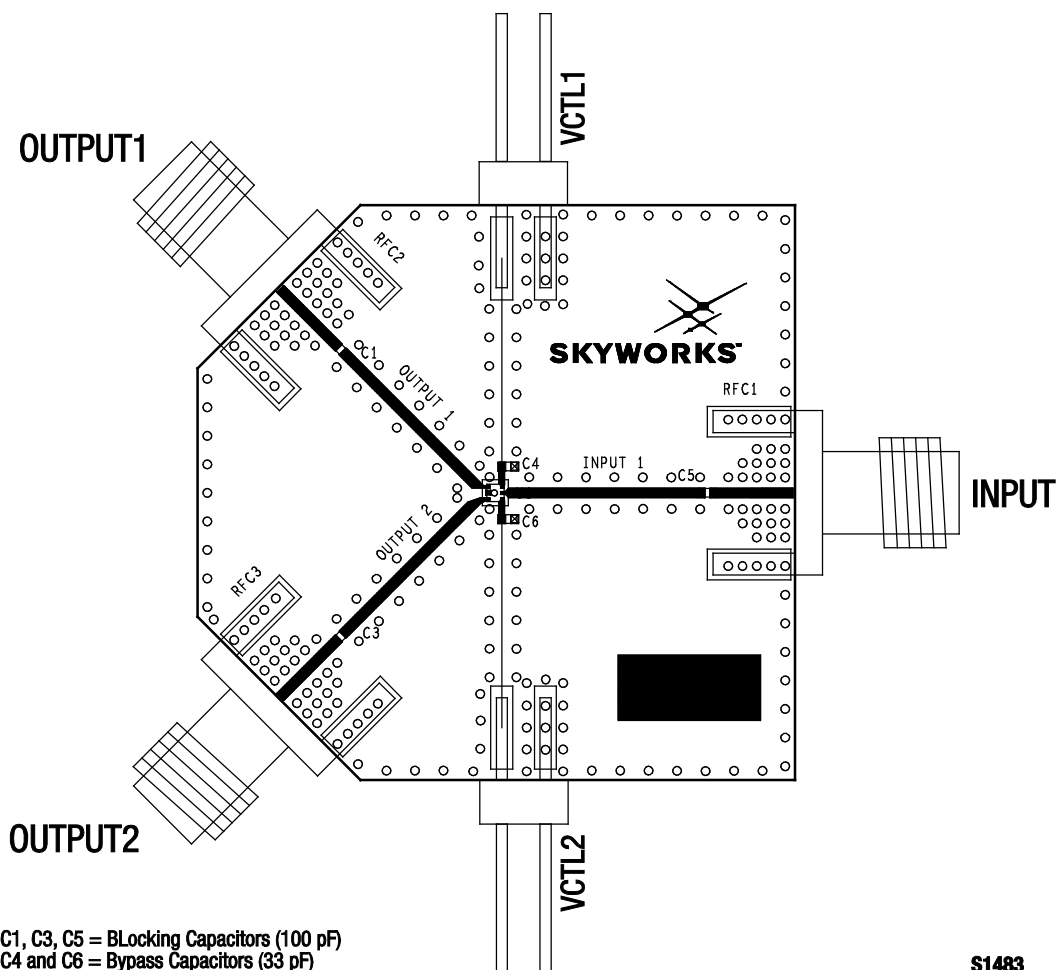 VCTL1
OUTPUT1
RFC2
SKYWORKS™
C1
OUTPUT 1
RFC1
C4
INPUT 1
C5
INPUT
C6
OUTPUT 2
RFC3
C3
OUTPUT2
VCTL2
C1, C3, C5 = BLocking Capacitors (100 pF)
C4 and C6 = Bypass Capacitors (33 pF)
S1483